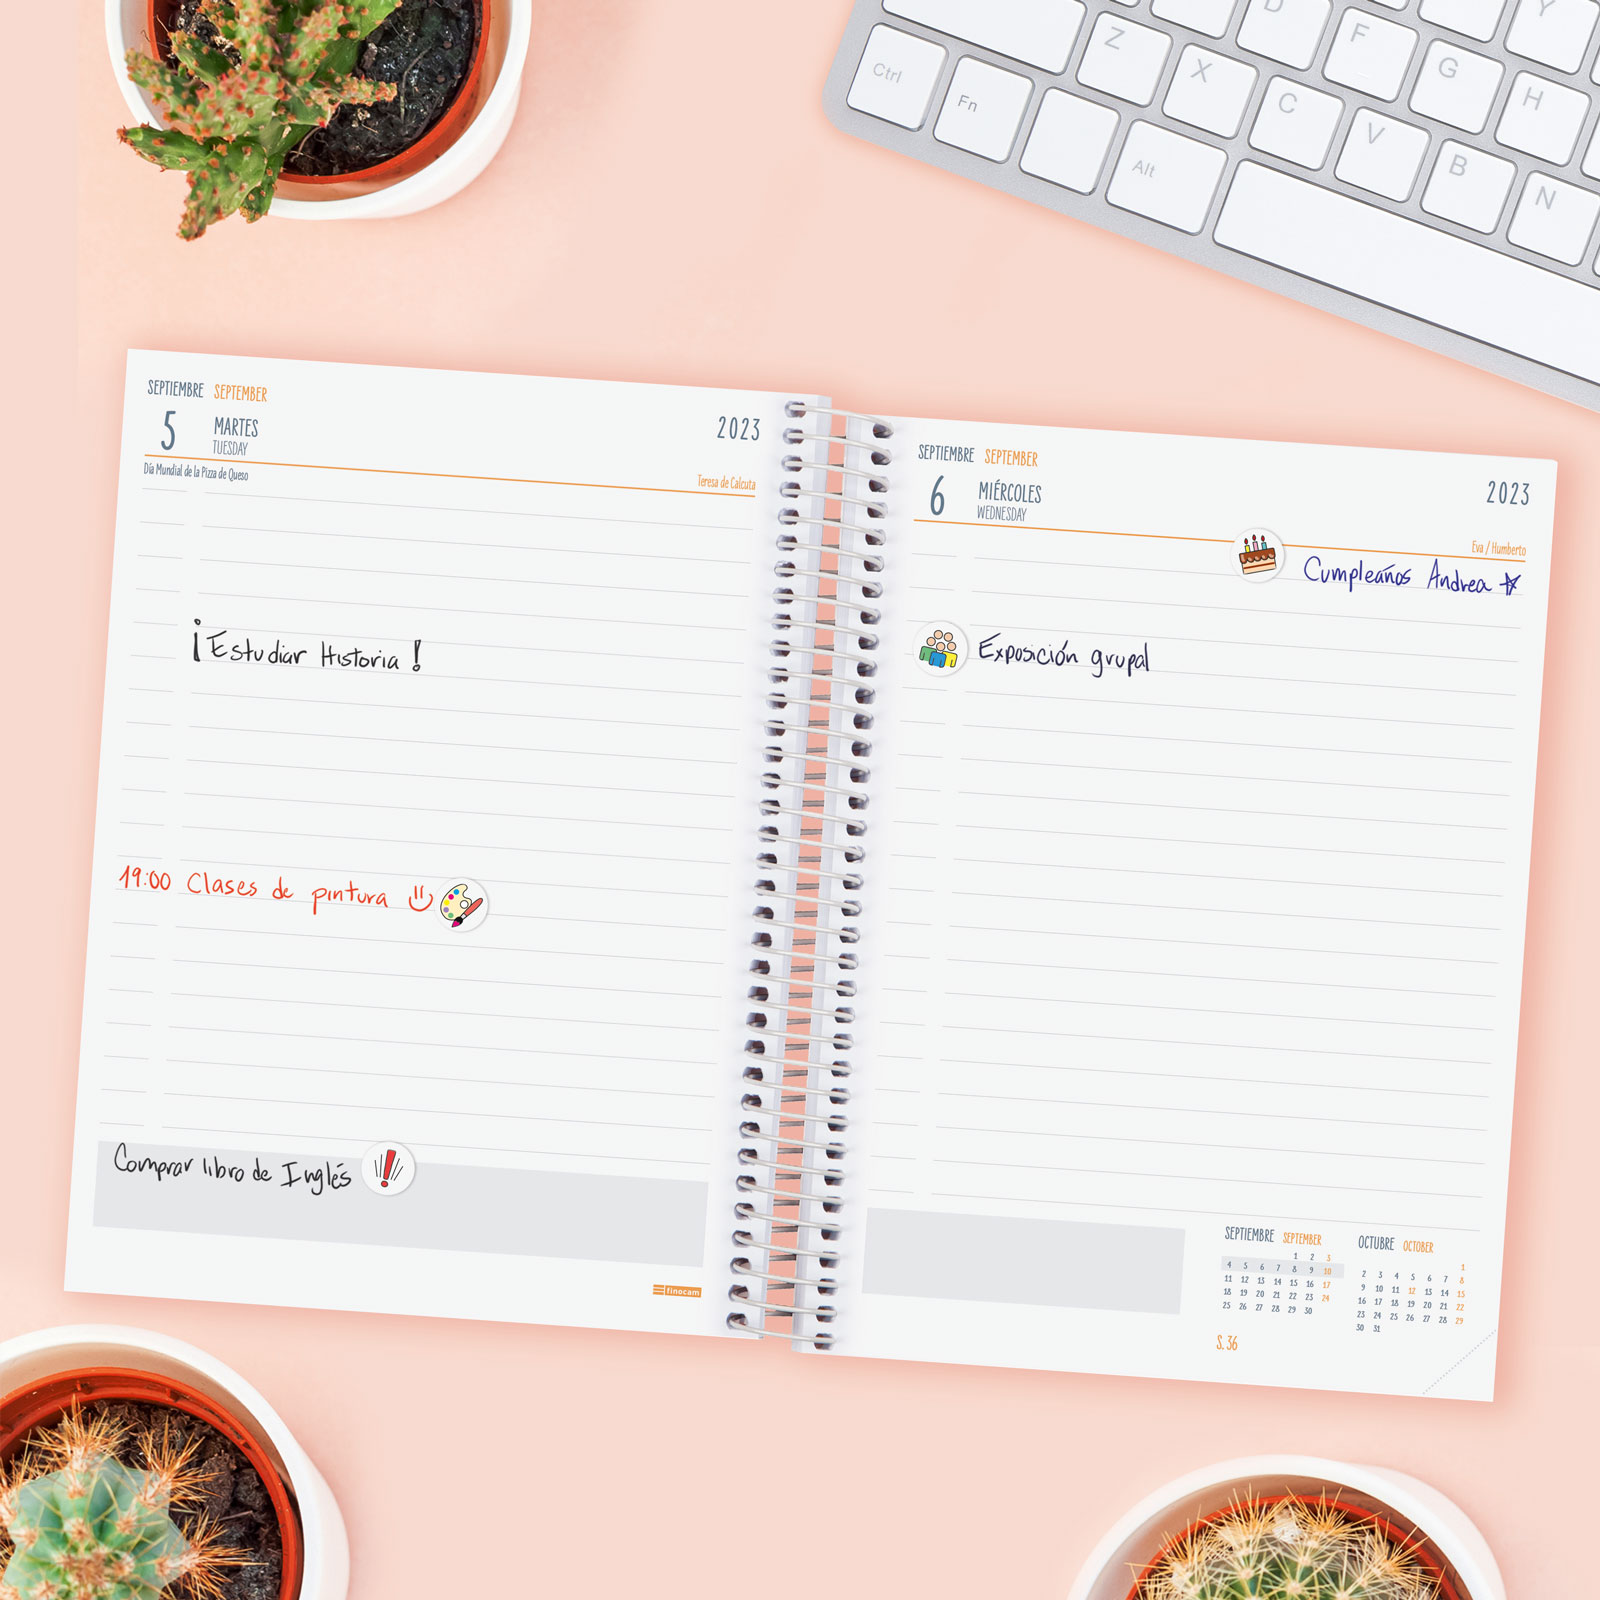 D F Y
Z X G H
Ctrl Fn C V B
Alt N
SEPTIEMBRE SEPTEMBER
5 MARTES 2023
TUESDAY
Día Mundial de la Pizza de Queso Teresa de Calcuta
¡Estudiar Historia!
19:00 Clases de pintura
Comprar libro de Inglés
finocam
SEPTIEMBRE SEPTEMBER
6 MIÉRCOLES 2023
WEDNESDAY
Eva / Humberto
Cumpleaños Andrea
Exposición grupal
SEPTIEMBRE SEPTEMBER
1 2 3
4 5 6 7 8 9 10
11 12 13 14 15 16 17
18 19 20 21 22 23 24
25 26 27 28 29 30
OCTUBRE OCTOBER
1
2 3 4 5 6 7 8
9 10 11 12 13 14 15
16 17 18 19 20 21 22
23 24 25 26 27 28 29
30 31
S. 36